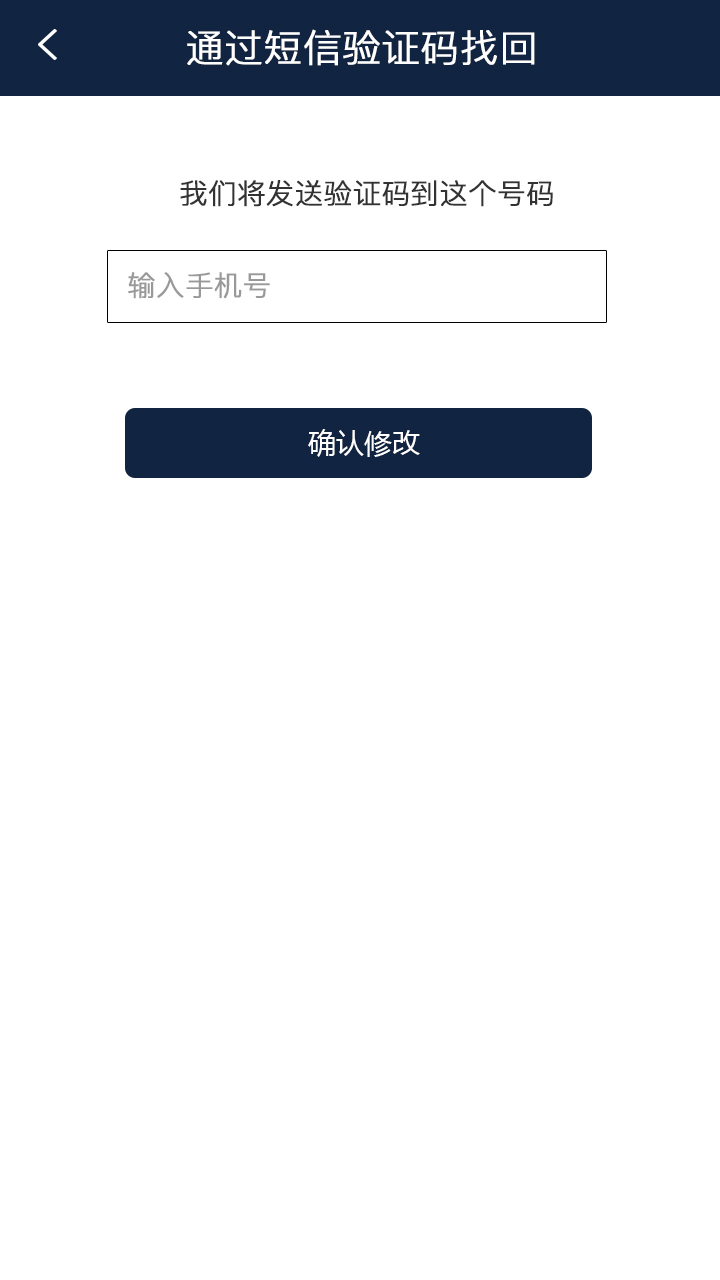 通过短信验证码找回
我们将发送验证码到这个号码
输入手机号
确认修改